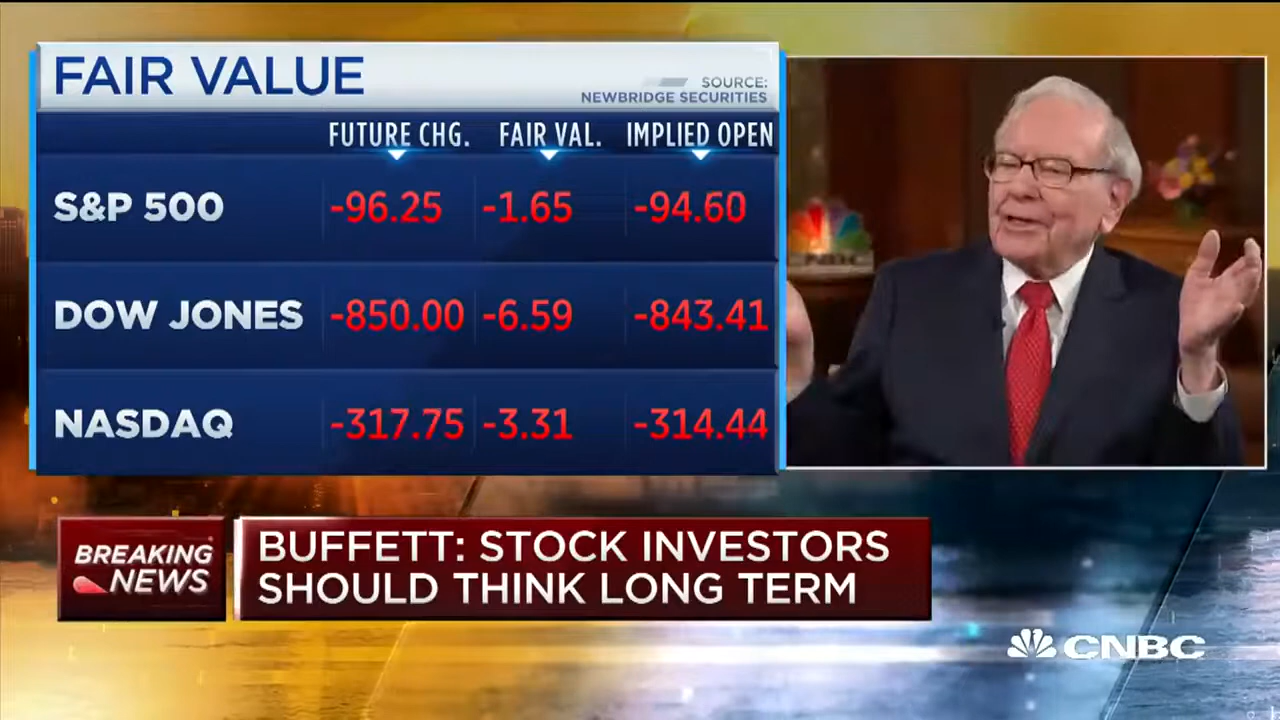 FAIR VALUE
SOURCE:
NEWBRIDGE SECURITIES
FUTURE CHG. FAIR VAL. IMPLIED OPEN
S&P 500 -96.25 -1.65 -94.60
DOW JONES -850.00 -6.59 -843.41
NASDAQ -317.75 -3.31 -314.44
CNBC
BREAKING
NEWS
BUFFETT: STOCK INVESTORS
SHOULD THINK LONG TERM
CNBC